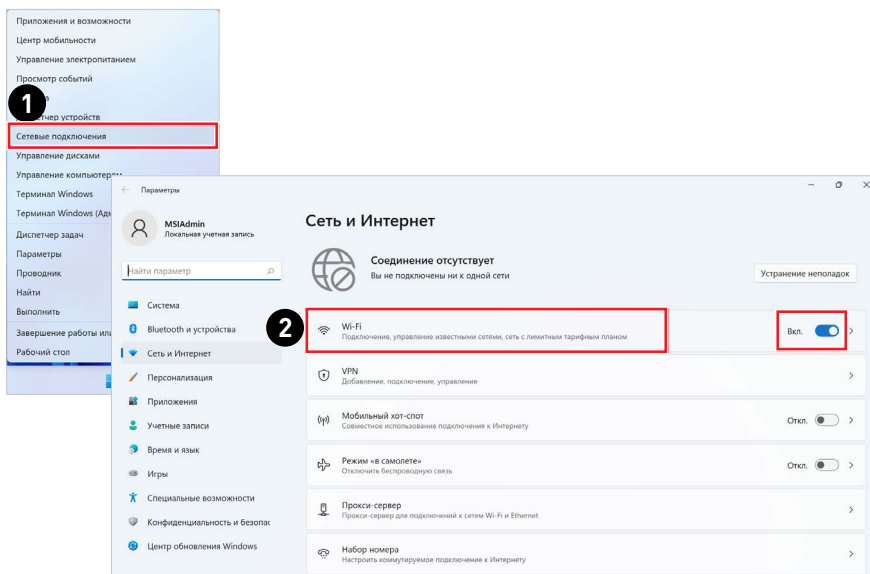 Приложения и возможности
Центр мобильности
Управление электропитанием
Просмотр событий
1
устройств
Сетевые подключения
Управление дисками
Управление компьютером
Терминал Windows
Терминал Windows
Диспетчер задач
Параметры
Проводник
Найти
Выполнить
Завершение работы или
Рабочий стол
Параметры
MSIAdmin
Локальная учетная запись
Найти параметр
Система
Bluetooth и устройства
Сеть и Интернет
Персонализация
Приложения
Учетные записи
Время и язык
Игры
Специальные возможности
Конфиденциальность и безопас
Центр обновления Windows
Сеть и Интернет
Соединение отсутствует
Вы не подключены ни к одной сети
Устранение неполадок
2
Wi-Fi
Подключение, управление известными сетями, сеть с лимитным тарифным планом
Вкл.
VPN
Добавление, подключение, управление
Мобильный хот-спот
Совместное использование подключения к Интернету
Откл.
Режим «в самолете»
Отключить беспроводную связь
Откл.
Прокси-сервер
Прокси-сервер для подключений к сетям Wi-Fi и Ethernet
Набор номера
Настроить коммутируемое подключение к Интернету